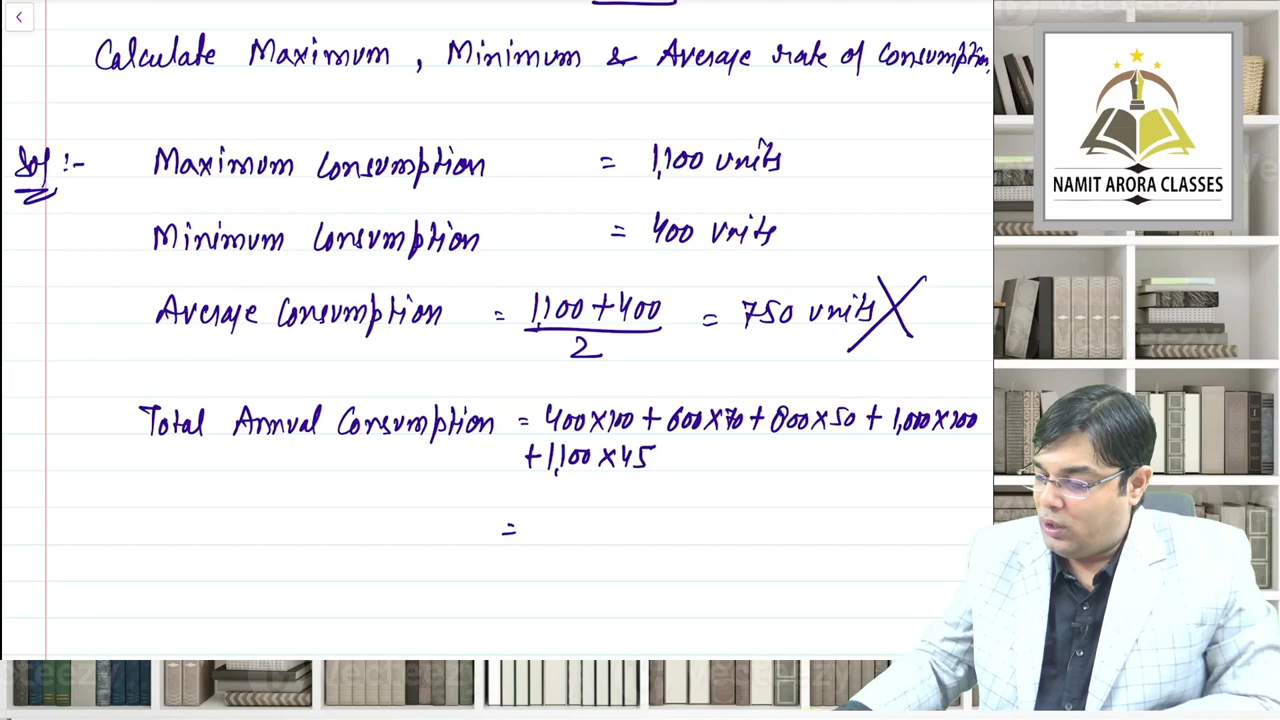 Calculate Maximum, Minimum & Average rate of Consumption.
Sol :- Maximum Consumption = 1,100 units
Minimum Consumption = 400 units
Average Consumption = 1,100 + 400 / 2 = 750 units X
Total Annual Consumption = 400×100 + 600×70 + 800×50 + 1,000×100
+ 1,100×45
=
NAMIT ARORA CLASSES